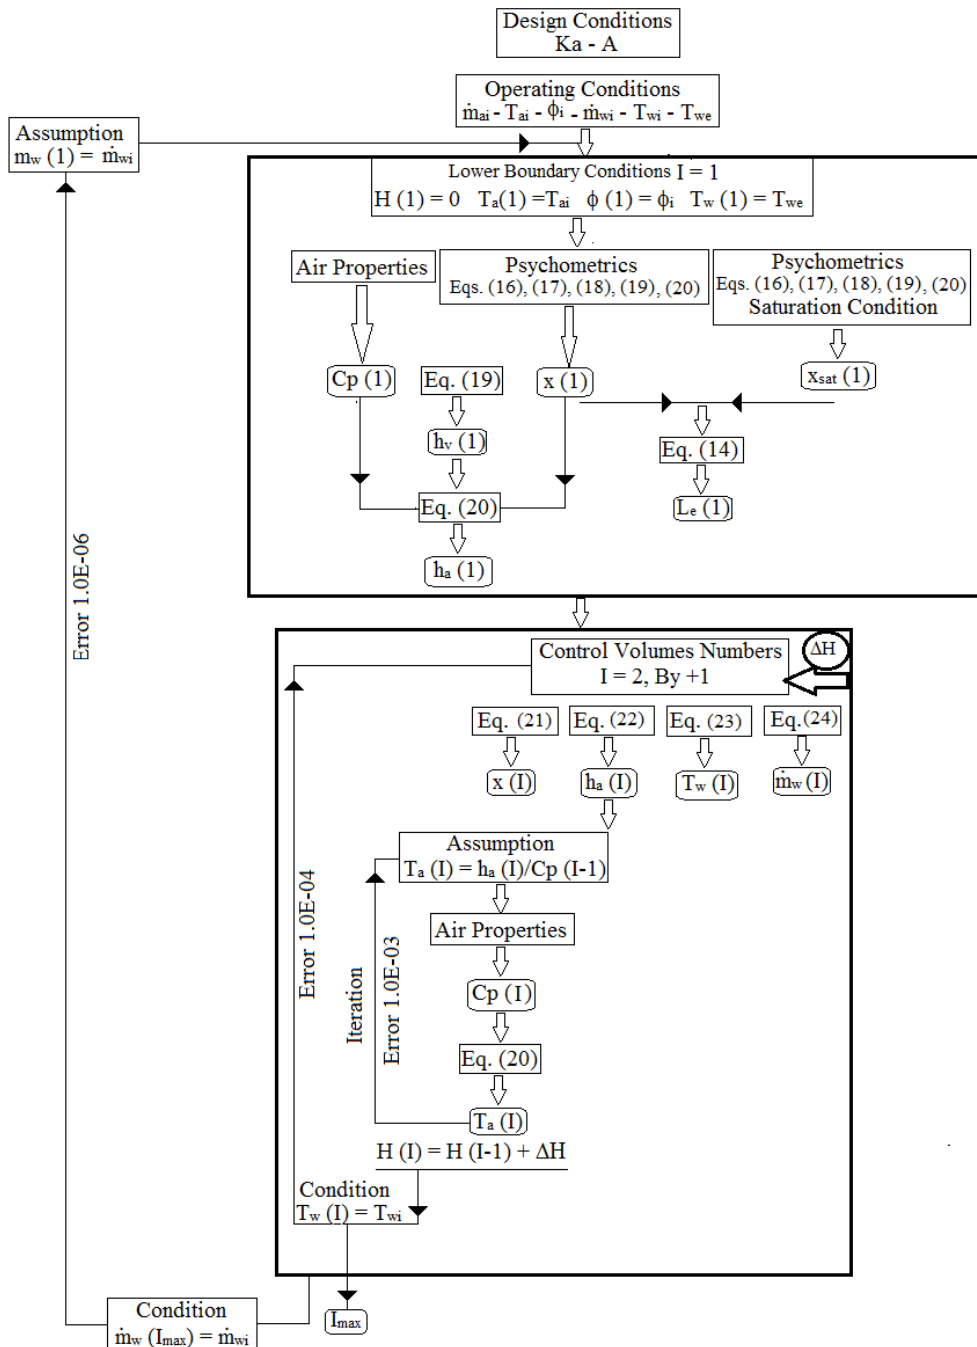 Design Conditions
Ka - A
Operating Conditions
ṁai - Tai - ϕi - ṁwi - Twi - Twe
Assumption
mw (1) = ṁwi
Lower Boundary Conditions I = 1
H (1) = 0 Ta(1) =Tai ϕ (1) = ϕi Tw (1) = Twe
Air Properties
Psychometrics
Eqs. (16), (17), (18), (19), (20)
Psychometrics
Eqs. (16), (17), (18), (19), (20)
Saturation Condition
Cp (1)
Eq. (19)
x (1)
xsat (1)
hv (1)
Eq. (14)
Eq. (20)
Le (1)
ha (1)
Error 1.0E-06
Control Volumes Numbers
I = 2, By +1
ΔH
Eq. (21)
Eq. (22)
Eq. (23)
Eq.(24)
x (I)
ha (I)
Tw (I)
ṁw (I)
Assumption
Ta (I) = ha (I)/Cp (I-1)
Air Properties
Cp (I)
Eq. (20)
Ta (I)
Iteration
Error 1.0E-03
Error 1.0E-04
H (I) = H (I-1) + ΔH
Condition
Tw (I) = Twi
Imax
Condition
ṁw (Imax) = ṁwi